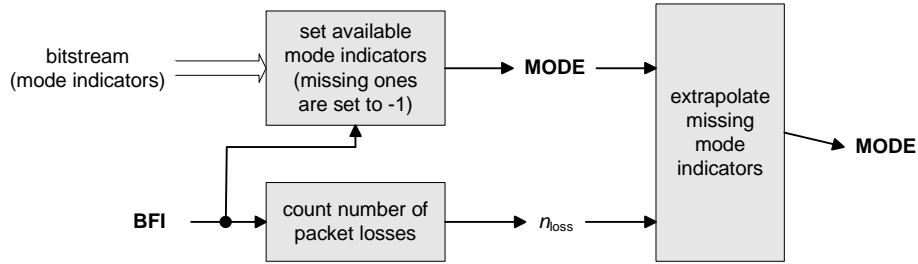 bitstream
(mode indicators)
set available
mode indicators
(missing ones
are set to -1)
MODE
extrapolate
missing
mode
indicators
MODE
BFI
count number of
packet losses
nloss